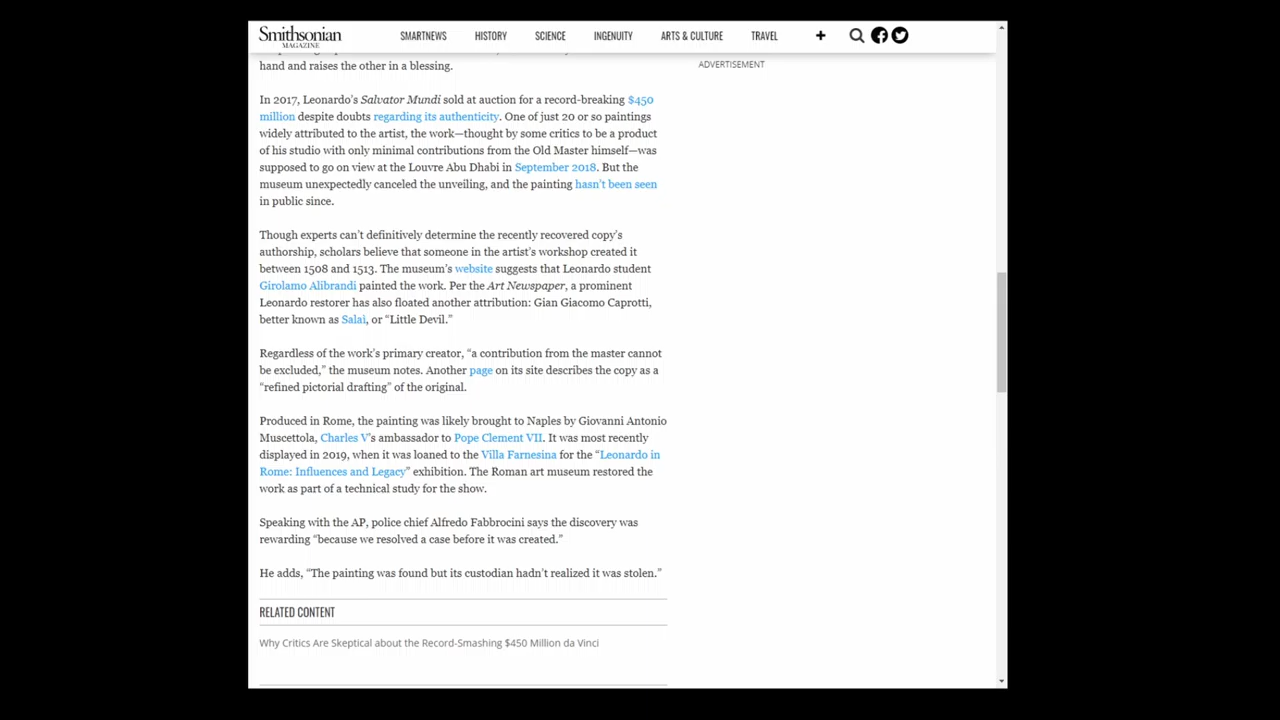 Smithsonian
MAGAZINE
SMARTNEWS HISTORY SCIENCE INGENUITY ARTS & CULTURE TRAVEL +
hand and raises the other in a blessing.
ADVERTISEMENT
In 2017, Leonardo’s Salvator Mundi sold at auction for a record-breaking $450
million despite doubts regarding its authenticity. One of just 20 or so paintings
widely attributed to the artist, the work—thought by some critics to be a product
of his studio with only minimal contributions from the Old Master himself—was
supposed to go on view at the Louvre Abu Dhabi in September 2018. But the
museum unexpectedly canceled the unveiling, and the painting hasn’t been seen
in public since.
Though experts can’t definitively determine the recently recovered copy’s
authorship, scholars believe that someone in the artist’s workshop created it
between 1508 and 1513. The museum’s website suggests that Leonardo student
Girolamo Alibrandi painted the work. Per the Art Newspaper, a prominent
Leonardo restorer has also floated another attribution: Gian Giacomo Caprotti,
better known as Salaì, or “Little Devil.”
Regardless of the work’s primary creator, “a contribution from the master cannot
be excluded,” the museum notes. Another page on its site describes the copy as a
“refined pictorial drafting” of the original.
Produced in Rome, the painting was likely brought to Naples by Giovanni Antonio
Muscettola, Charles V’s ambassador to Pope Clement VII. It was most recently
displayed in 2019, when it was loaned to the Villa Farnesina for the “Leonardo in
Rome: Influences and Legacy” exhibition. The Roman art museum restored the
work as part of a technical study for the show.
Speaking with the AP, police chief Alfredo Fabbrocini says the discovery was
rewarding “because we resolved a case before it was created.”
He adds, “The painting was found but its custodian hadn’t realized it was stolen.”
RELATED CONTENT
Why Critics Are Skeptical about the Record-Smashing $450 Million da Vinci